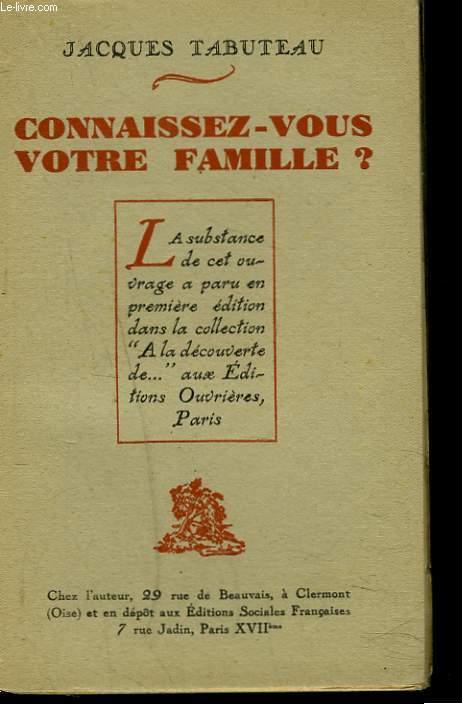 Le-livre.com
JACQUES TABUTEAU
CONNAISSEZ-VOUS
VOTRE FAMILLE ?
LA substance
de cet ou-
vrage a paru en
première édition
dans la collection
"A la découverte
de..." aux Édi-
tions Ouvrières,
Paris
Chez l'auteur, 29 rue de Beauvais, à Clermont
(Oise) et en dépôt aux Éditions Sociales Françaises
7 rue Jadin, Paris XVIIème